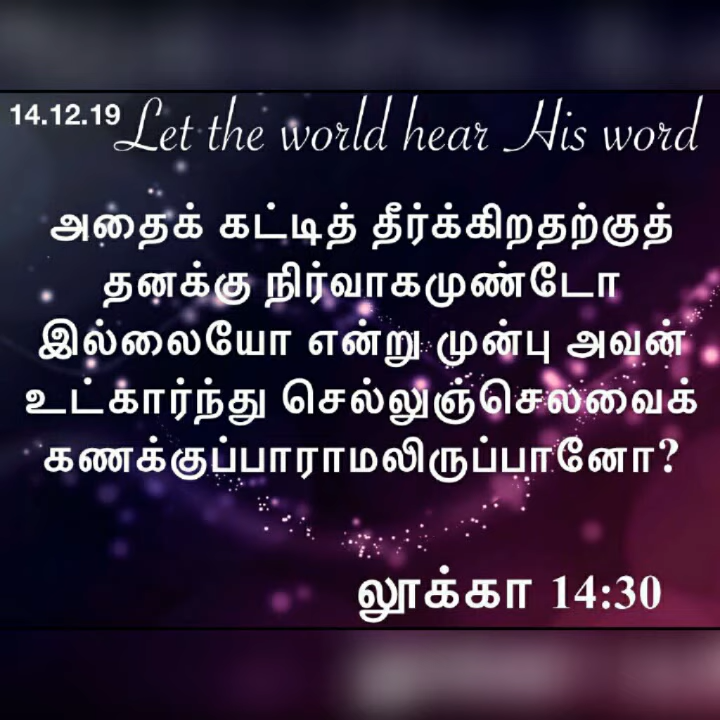 14.12.19 Let the world hear His word
அதைக் கட்டித் தீர்க்கிறதற்குத்
தனக்கு நிர்வாகமுண்டோ
இல்லையோ என்று முன்பு அவன்
உட்கார்ந்து செல்லுஞ்செலவைக்
கணக்குப்பாராமலிருப்பானோ?
லூக்கா 14:30